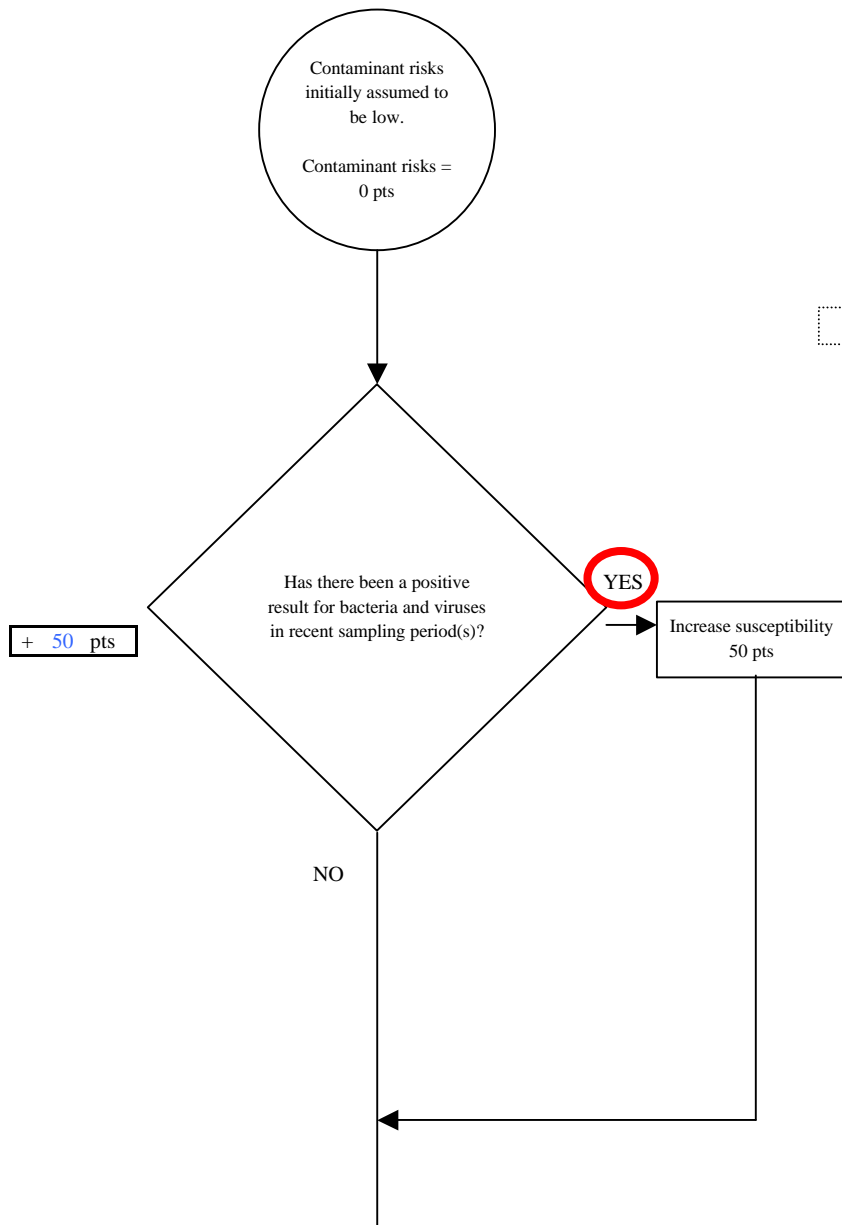 Contaminant risks
initially assumed to
be low.
Contaminant risks =
0 pts
Has there been a positive
result for bacteria and viruses
in recent sampling period(s)?
YES
+ 50 pts
Increase susceptibility
50 pts
NO